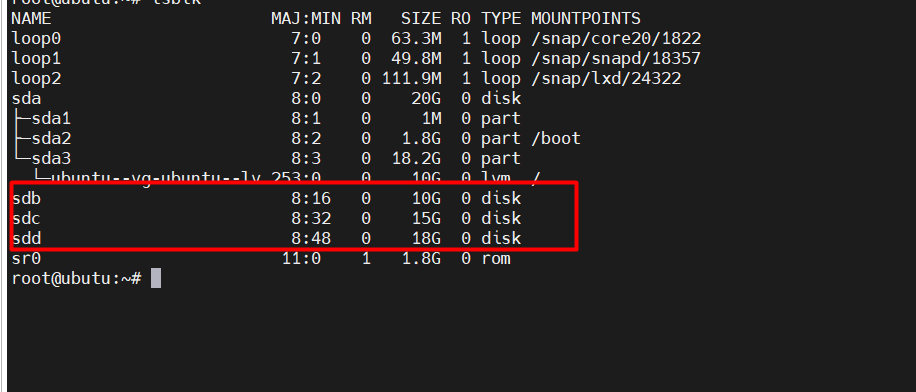 root@ubutu:~# lsblk
NAME                      MAJ:MIN RM   SIZE RO TYPE MOUNTPOINTS
loop0                       7:0    0  63.3M  1 loop /snap/core20/1822
loop1                       7:1    0  49.8M  1 loop /snap/snapd/18357
loop2                       7:2    0 111.9M  1 loop /snap/lxd/24322
sda                         8:0    0    20G  0 disk
├─sda1                      8:1    0     1M  0 part
├─sda2                      8:2    0   1.8G  0 part /boot
└─sda3                      8:3    0  18.2G  0 part
  └─ubuntu--vg-ubuntu--lv 253:0    0    10G  0 lvm  /
sdb                         8:16   0    10G  0 disk
sdc                         8:32   0    15G  0 disk
sdd                         8:48   0    18G  0 disk
sr0                        11:0    1   1.8G  0 rom
root@ubutu:~#